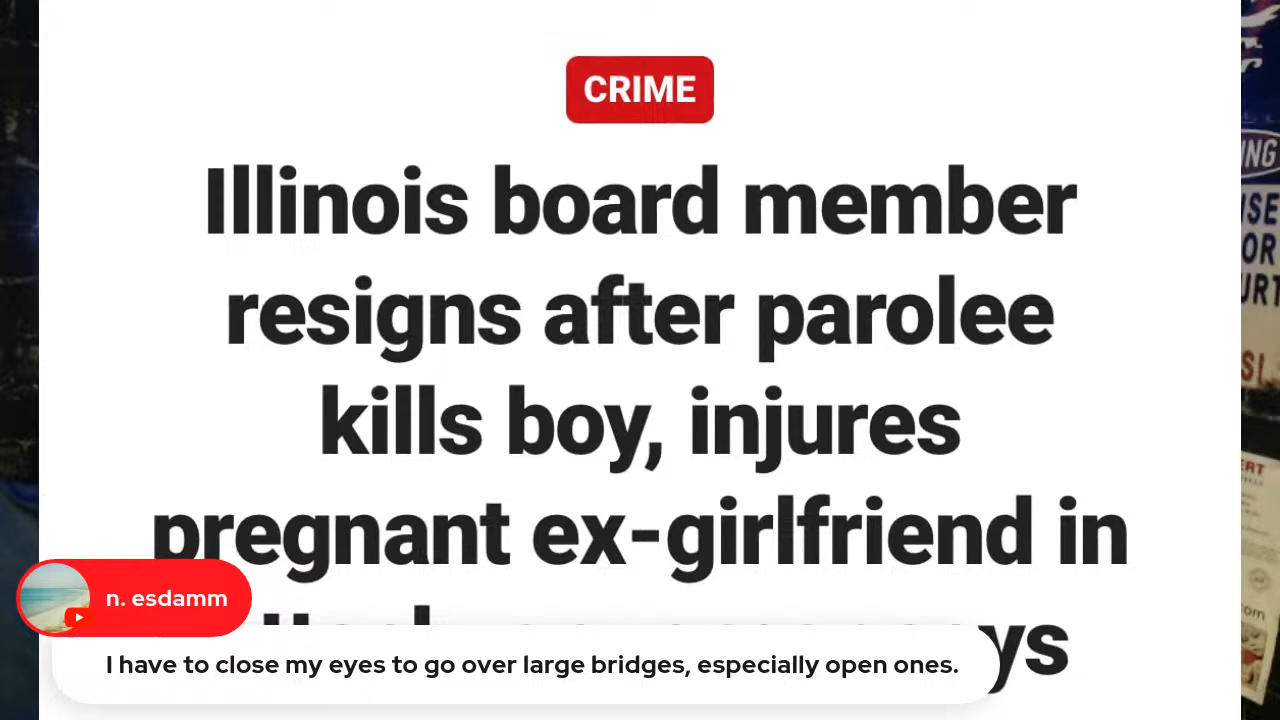 CRIME
Illinois board member
resigns after parolee
kills boy, injures
pregnant ex-girlfriend in
n. esdamm
I have to close my eyes to go over large bridges, especially open ones.